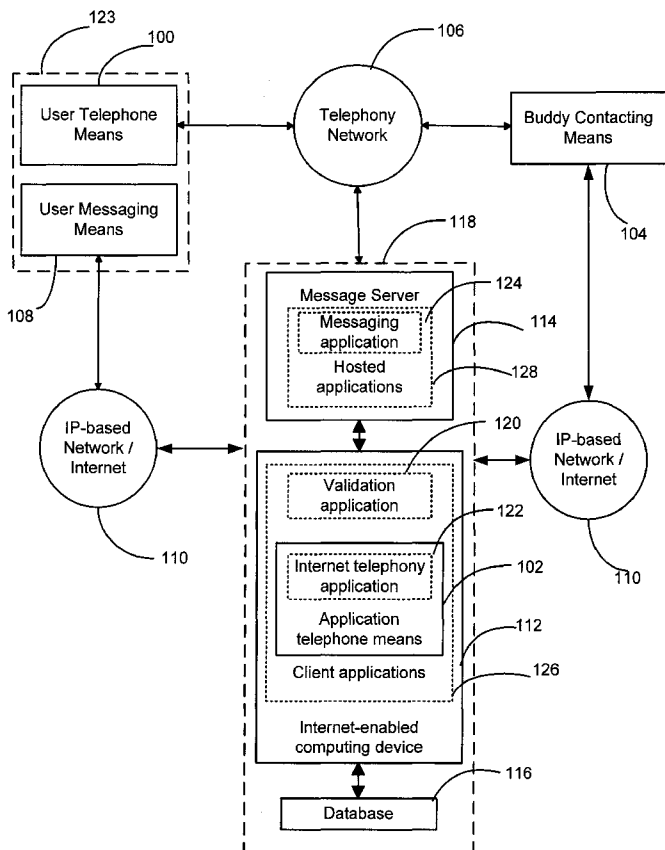 123
100
106
User Telephone
Means
Telephony
Network
Buddy Contacting
Means
User Messaging
Means
118
104
108
Message Server
124
Messaging
application
114
Hosted
applications
128
IP-based
Network /
Internet
120
IP-based
Network /
Internet
Validation
application
122
110
Internet telephony
application
102
110
Application
telephone means
112
Client applications
126
Internet-enabled
computing device
116
Database